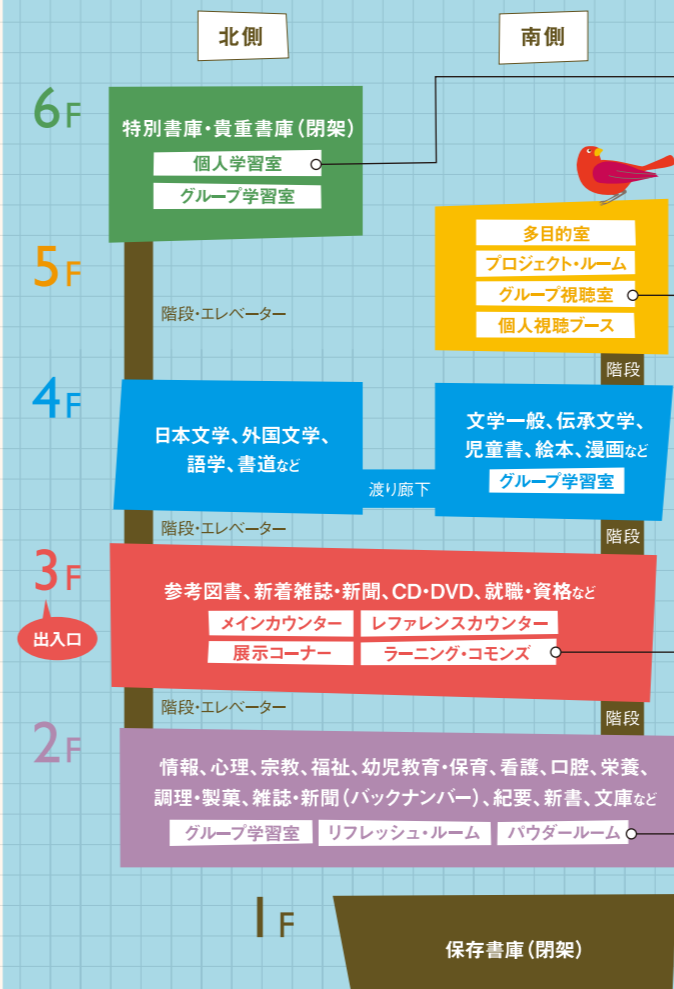 北側
南側
6F
特別書庫・貴重書庫（閉架）
個人学習室
グループ学習室
5F
多目的室
プロジェクト・ルーム
グループ視聴室
個人視聴ブース
階段・エレベーター
階段
4F
日本文学、外国文学、
語学、書道など
渡り廊下
文学一般、伝承文学、
児童書、絵本、漫画など
グループ学習室
階段・エレベーター
階段
3F
出入口
参考図書、新着雑誌・新聞、CD・DVD、就職・資格など
メインカウンター
レファレンスカウンター
展示コーナー
ラーニング・コモンズ
階段・エレベーター
階段
2F
情報、心理、宗教、福祉、幼児教育・保育、看護、口腔、栄養、
調理・製菓、雑誌・新聞（バックナンバー）、紀要、新書、文庫など
グループ学習室
リフレッシュ・ルーム
パウダールーム
1F
保存書庫（閉架）